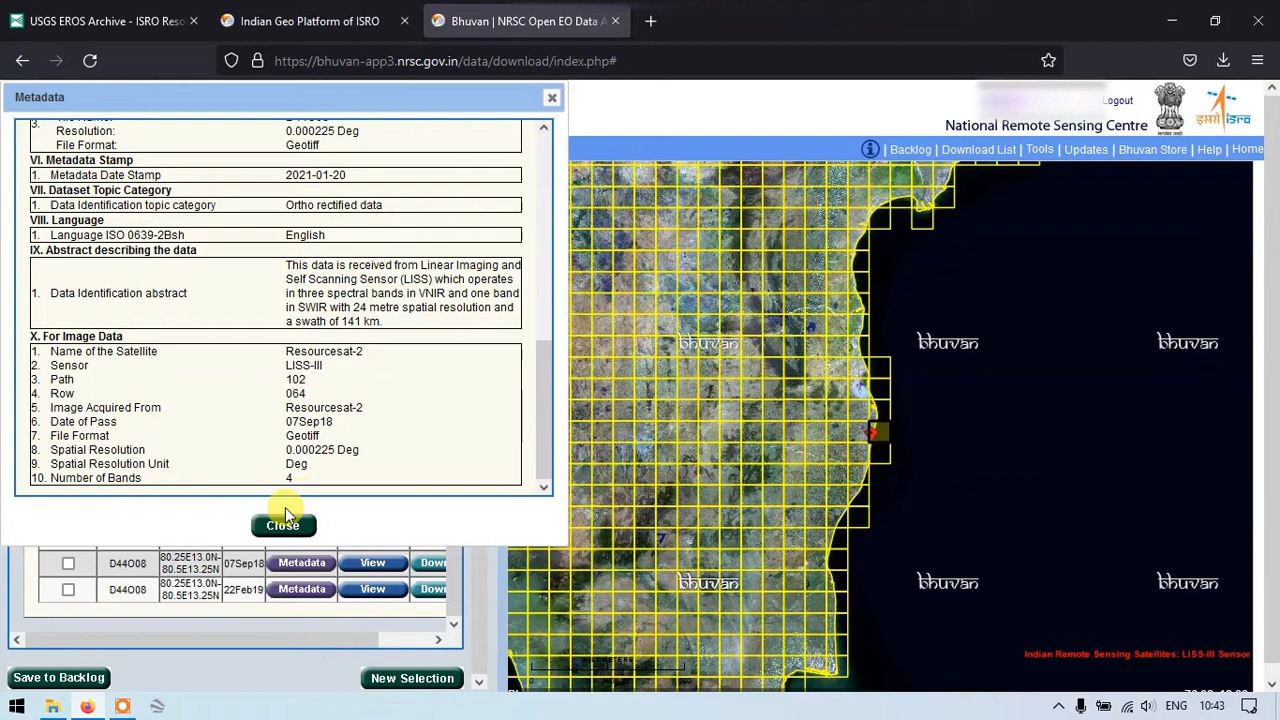 USGS EROS Archive - ISRO Reso
Indian Geo Platform of ISRO
Bhuvan | NRSC Open EO Data A
https://bhuvan-app3.nrsc.gov.in/data/download/index.php#
Metadata
Logout
इसरो isro
National Remote Sensing Centre
Backlog | Download List | Tools | Updates | Bhuvan Store | Help | Home
3.
Resolution: 0.000225 Deg
File Format: Geotiff
VI. Metadata Stamp
1. Metadata Date Stamp 2021-01-20
VII. Dataset Topic Category
1. Data Identification topic category Ortho rectified data
VIII. Language
1. Language ISO 0639-2Bsh English
IX. Abstract describing the data
1. Data Identification abstract
This data is received from Linear Imaging and
Self Scanning Sensor (LISS) which operates
in three spectral bands in VNIR and one band
in SWIR with 24 metre spatial resolution and
a swath of 141 km.
X. For Image Data
1. Name of the Satellite Resourcesat-2
2. Sensor LISS-III
3. Path 102
4. Row 064
5. Image Acquired From Resourcesat-2
6. Date of Pass 07Sep18
7. File Format Geotiff
8. Spatial Resolution 0.000225 Deg
9. Spatial Resolution Unit Deg
10. Number of Bands 4
Close
D44O08 80.25E13.0N-80.5E13.25N 07Sep18 Metadata View Down
D44O08 80.25E13.0N-80.5E13.25N 22Feb19 Metadata View Down
Save to Backlog
New Selection
bhuvan bhuvan bhuvan
bhuvan bhuvan bhuvan
Indian Remote Sensing Satellites: LISS-III Sensor
ENG
10:43